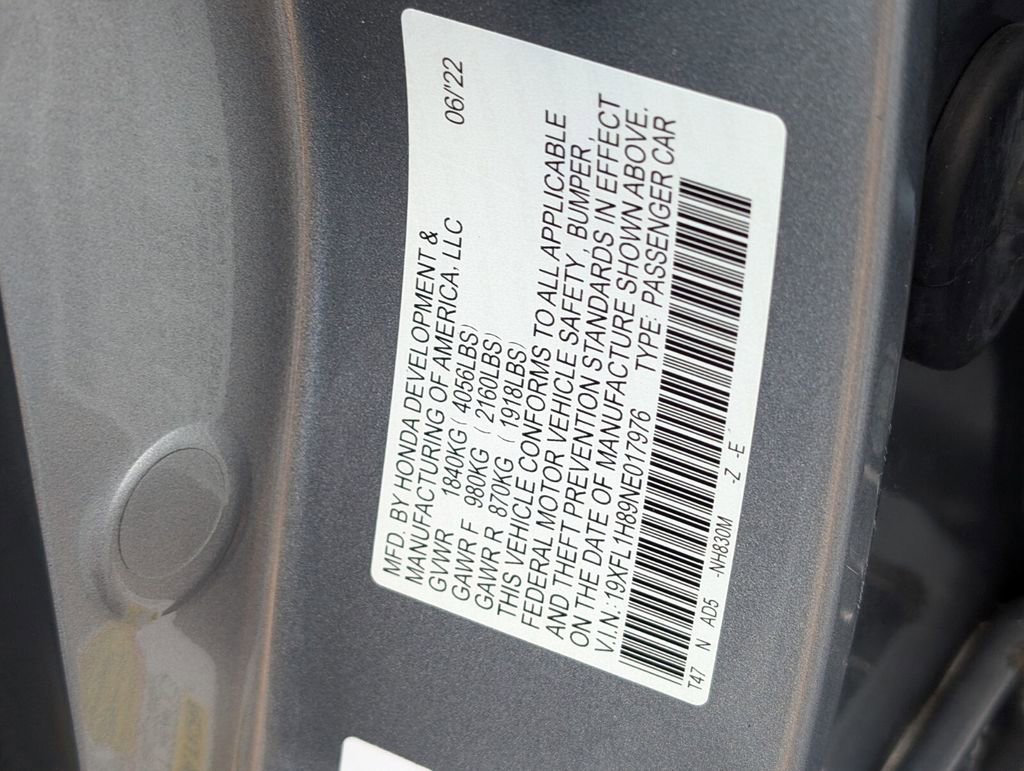 MFD. BY HONDA DEVELOPMENT &
MANUFACTURING OF AMERICA, LLC 06/'22
GVWR 1840KG ( 4056LBS)
GAWR F 980KG ( 2160LBS)
GAWR R 870KG ( 1918LBS)
THIS VEHICLE CONFORMS TO ALL APPLICABLE
FEDERAL MOTOR VEHICLE SAFETY, BUMPER,
AND THEFT PREVENTION STANDARDS IN EFFECT
ON THE DATE OF MANUFACTURE SHOWN ABOVE.
V.I.N.: 19XFL1H89NE017976 TYPE: PASSENGER CAR
T47 N AD5 -NH830M -Z -E